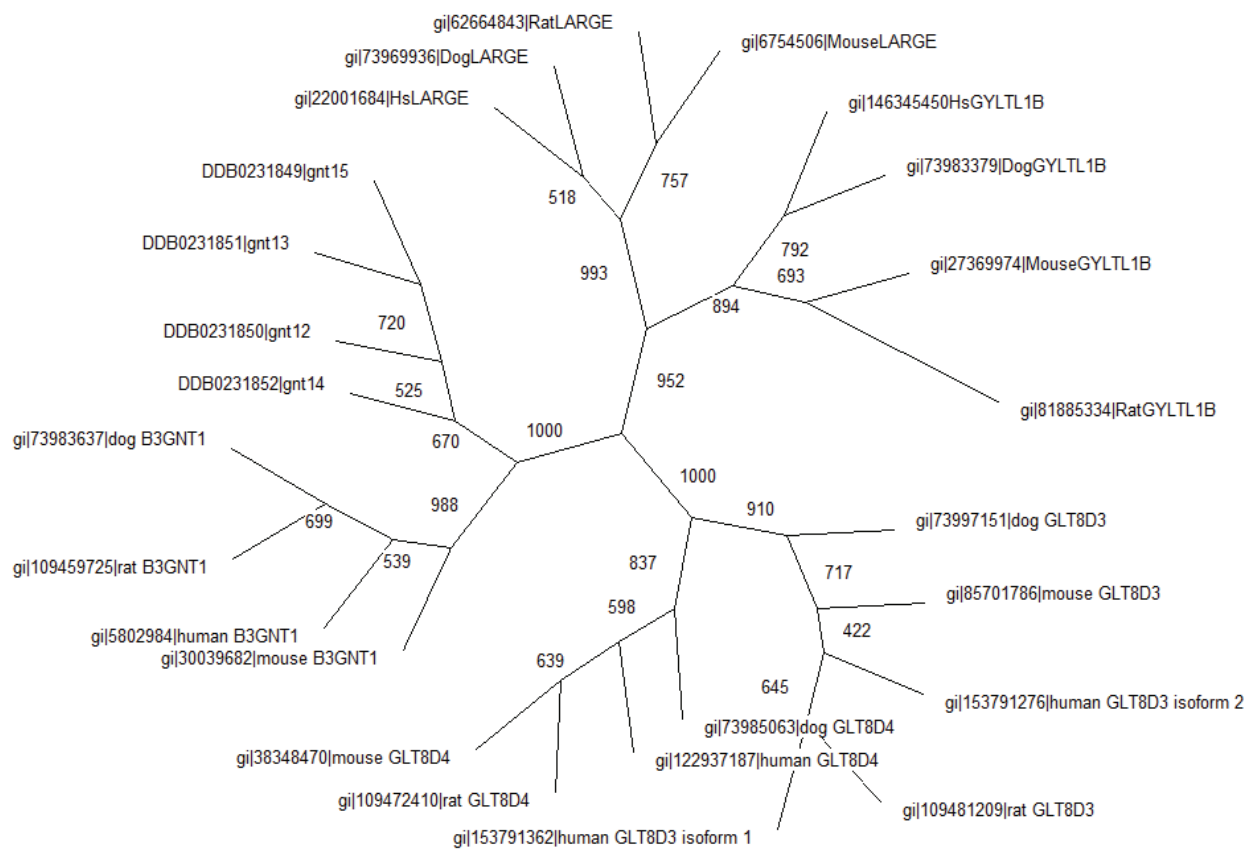 gi|62664843|RatLARGE
gi|6754506|MouseLARGE
gi|73969936|DogLARGE
gi|22001684|HsLARGE
gi|146345450HsGYLTL1B
DDB0231849|gnt15
gi|73983379|DogGYLTL1B
757
518
DDB0231851|gnt13
792
gi|27369974|MouseGYLTL1B
993
693
894
720
DDB0231850|gnt12
952
DDB0231852|gnt14
525
gi|81885334|RatGYLTL1B
gi|73983637|dog B3GNT1
670
1000
1000
988
910
699
gi|73997151|dog GLT8D3
gi|109459725|rat B3GNT1
539
837
717
gi|85701786|mouse GLT8D3
598
422
gi|5802984|human B3GNT1
gi|30039682|mouse B3GNT1
639
645
gi|153791276|human GLT8D3 isoform 2
gi|73985063|dog GLT8D4
gi|38348470|mouse GLT8D4
gi|122937187|human GLT8D4
gi|109472410|rat GLT8D4
gi|109481209|rat GLT8D3
gi|153791362|human GLT8D3 isoform 1